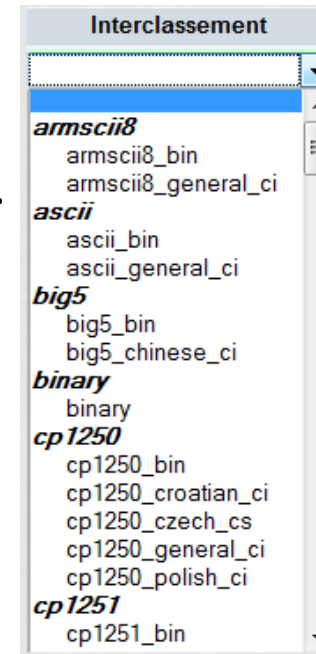 Interclassement
armscii8
armscii8_bin
armscii8_general_ci
ascii
ascii_bin
ascii_general_ci
big5
big5_bin
big5_chinese_ci
binary
binary
cp1250
cp1250_bin
cp1250_croatian_ci
cp1250_czech_cs
cp1250_general_ci
cp1250_polish_ci
cp1251
cp1251_bin